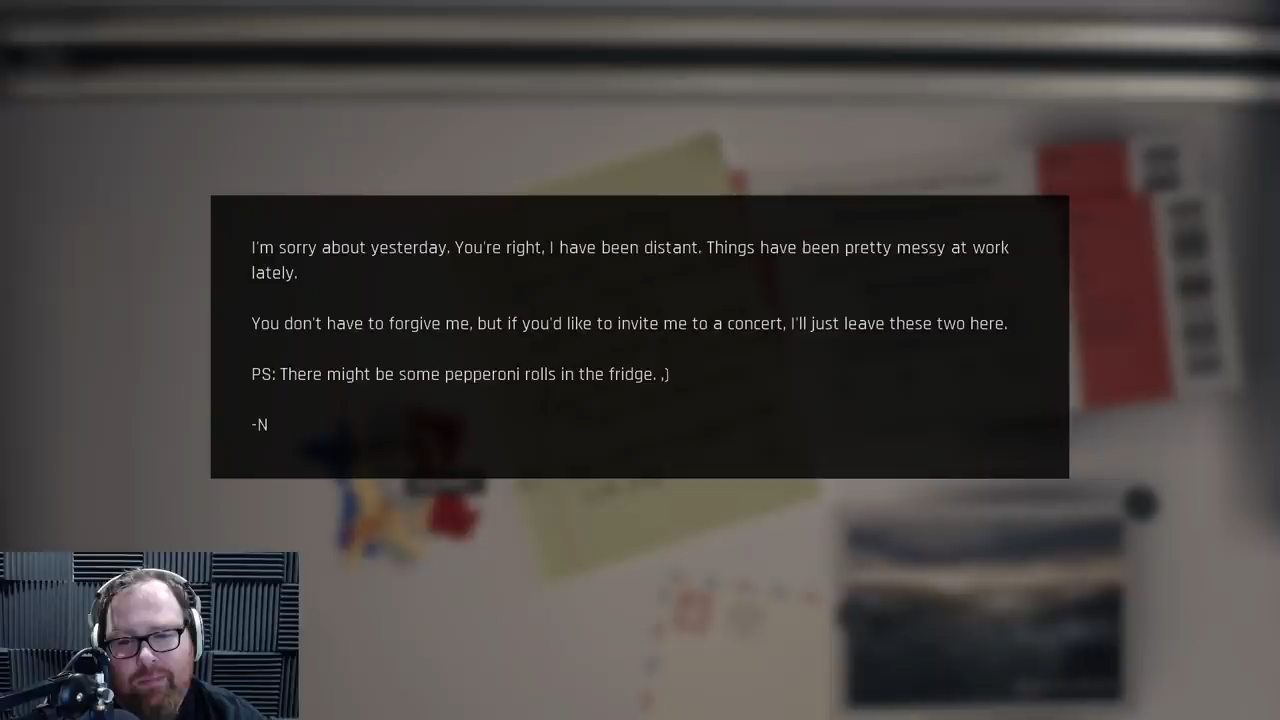 I'm sorry about yesterday, You're right, I have been distant. Things have been pretty messy at work
lately.
You don't have to forgive me, but if you'd like to invite me to a concert, I'll just leave these two here.
PS: There might be some pepperoni rolls in the fridge. ,)
-N